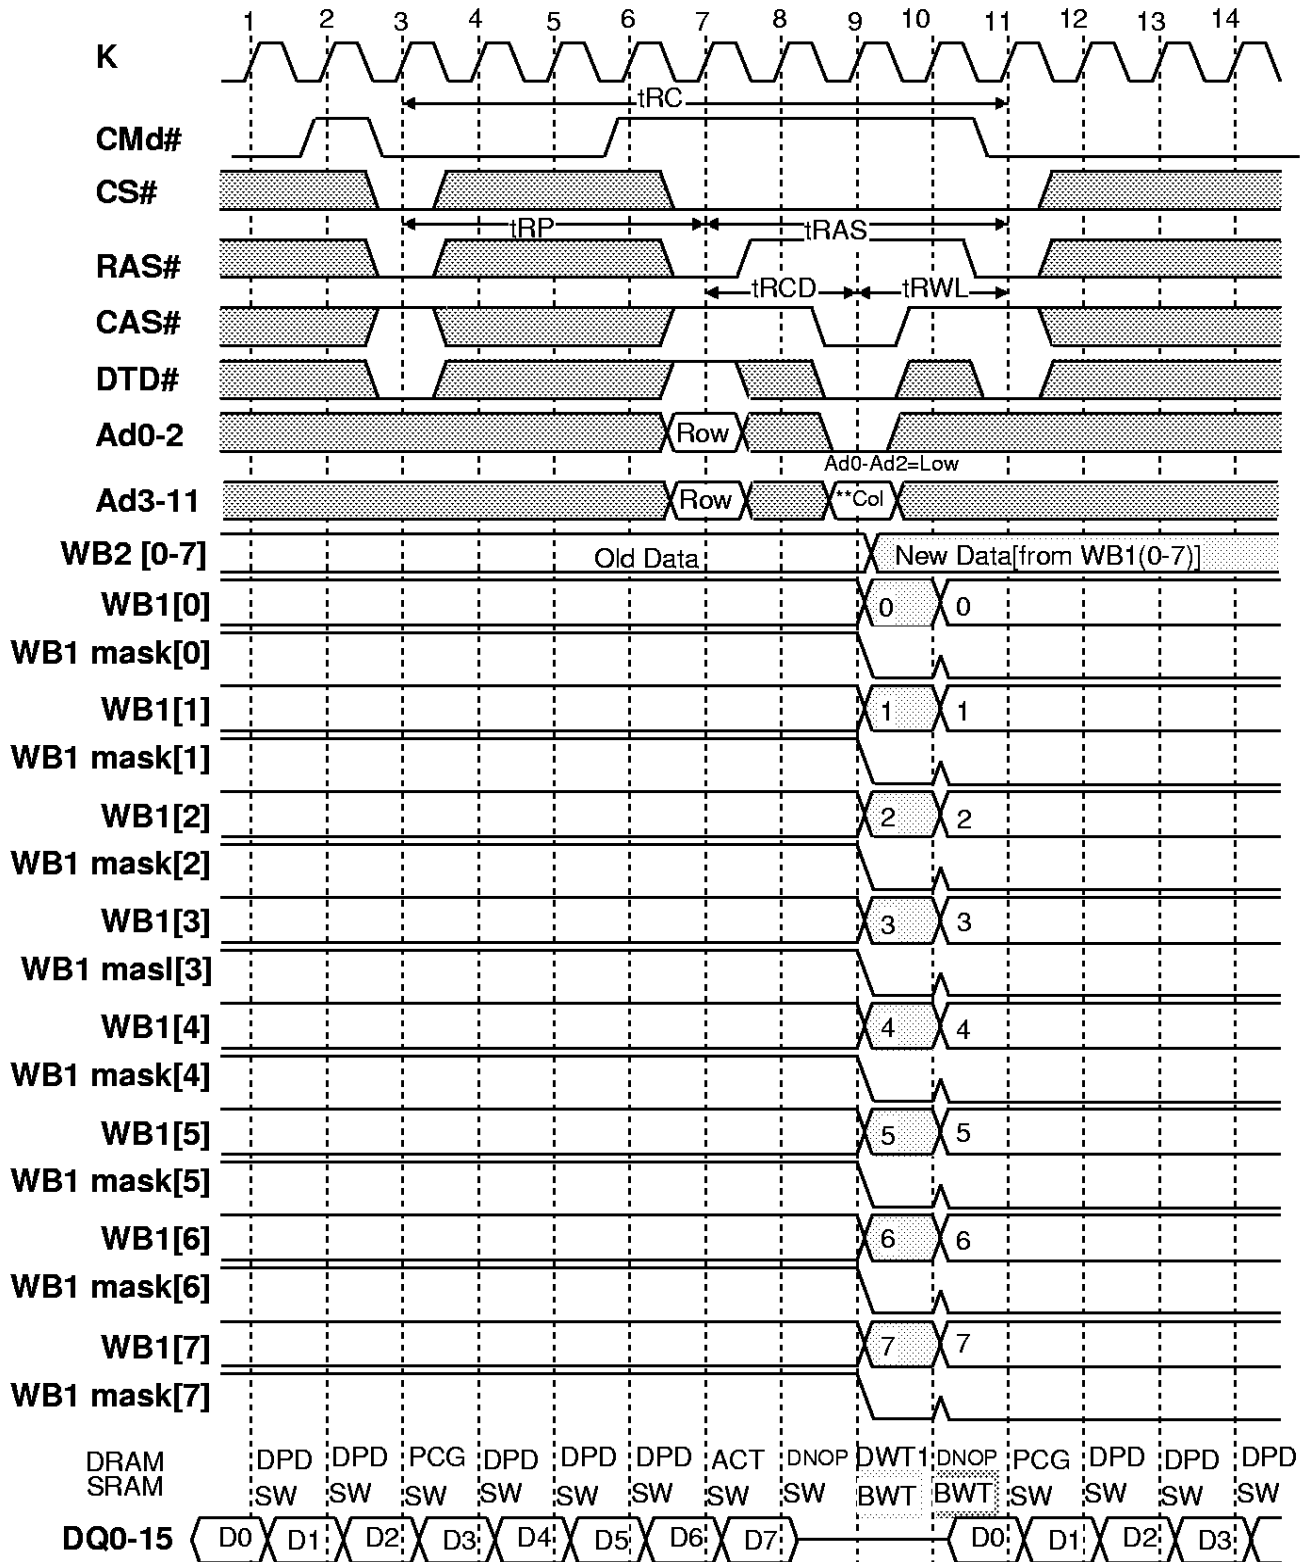 1 2 3 4 5 6 7 8 9 10 11 12 13 14
K
tRC
CMd#
CS#
tRP tRAS
RAS#
tRCD tRWL
CAS#
DTD#
Ad0-2 Row
Ad0-Ad2=Low
Ad3-11 Row **Col
WB2 [0-7] Old Data New Data[from WB1(0-7)]
WB1[0] 0 0
WB1 mask[0]
WB1[1] 1 1
WB1 mask[1]
WB1[2] 2 2
WB1 mask[2]
WB1[3] 3 3
WB1 masl[3]
WB1[4] 4 4
WB1 mask[4]
WB1[5] 5 5
WB1 mask[5]
WB1[6] 6 6
WB1 mask[6]
WB1[7] 7 7
WB1 mask[7]
DRAM DPD DPD PCG DPD DPD DPD ACT DNOP DWT1 DNOP PCG DPD DPD DPD
SRAM SW SW SW SW SW SW SW SW BWT BWT SW SW SW SW
DQ0-15 D0 D1 D2 D3 D4 D5 D6 D7 D0 D1 D2 D3